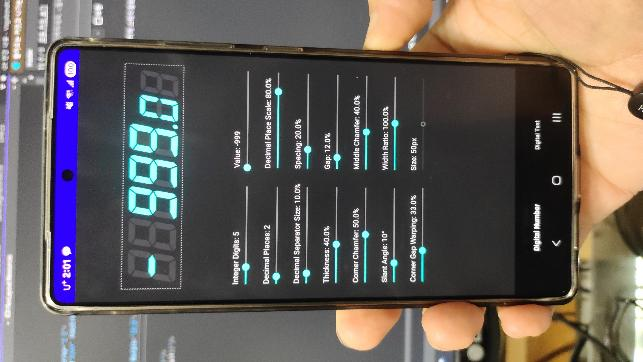 U+ 2:01
-999.0
Integer Digits: 5
Value: -999
Decimal Places: 2
Decimal Place Scale: 80.0%
Decimal Separator Size: 10.0%
Spacing: 20.0%
Thickness: 40.0%
Gap: 12.0%
Corner Chamfer: 50.0%
Middle Chamfer: 40.0%
Slant Angle: 10°
Width Ratio: 100.0%
Corner Gap Warping: 33.0%
Size: 50px
Digital Number
Digital Text